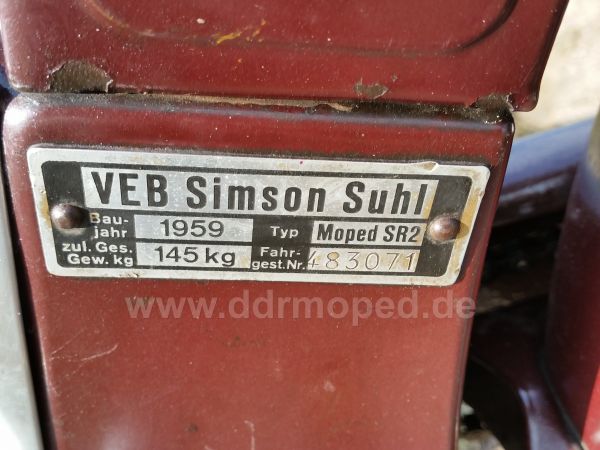 VEB Simson Suhl
Bau-
jahr 1959 Typ Moped SR2
zul. Ges.
Gew. kg 145 kg Fahr-
gest.Nr. 483071
www.ddrmoped.de